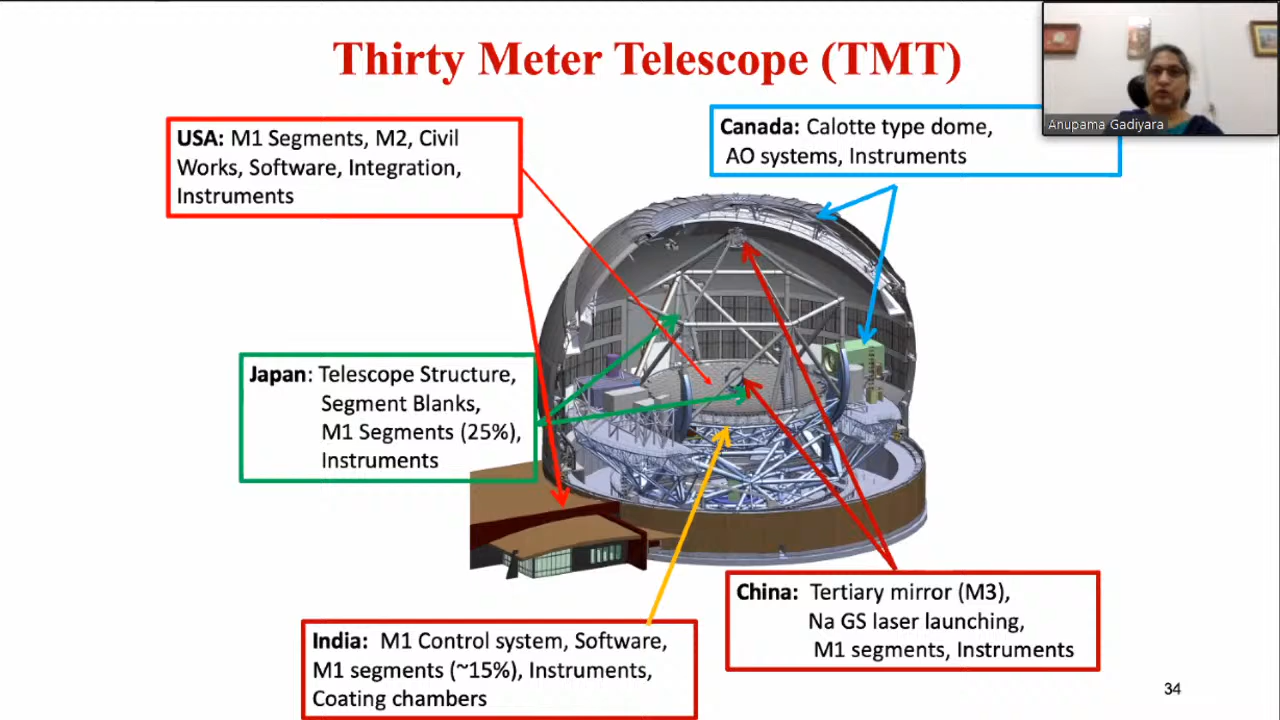 Thirty Meter Telescope (TMT)
USA: M1 Segments, M2, Civil
Works, Software, Integration,
Instruments
Canada: Calotte type dome,
AO systems, Instruments
Anupama Gadiyara
Japan: Telescope Structure,
Segment Blanks,
M1 Segments (25%),
Instruments
China: Tertiary mirror (M3),
Na GS laser launching,
M1 segments, Instruments
India: M1 Control system, Software,
M1 segments (~15%), Instruments,
Coating chambers
34